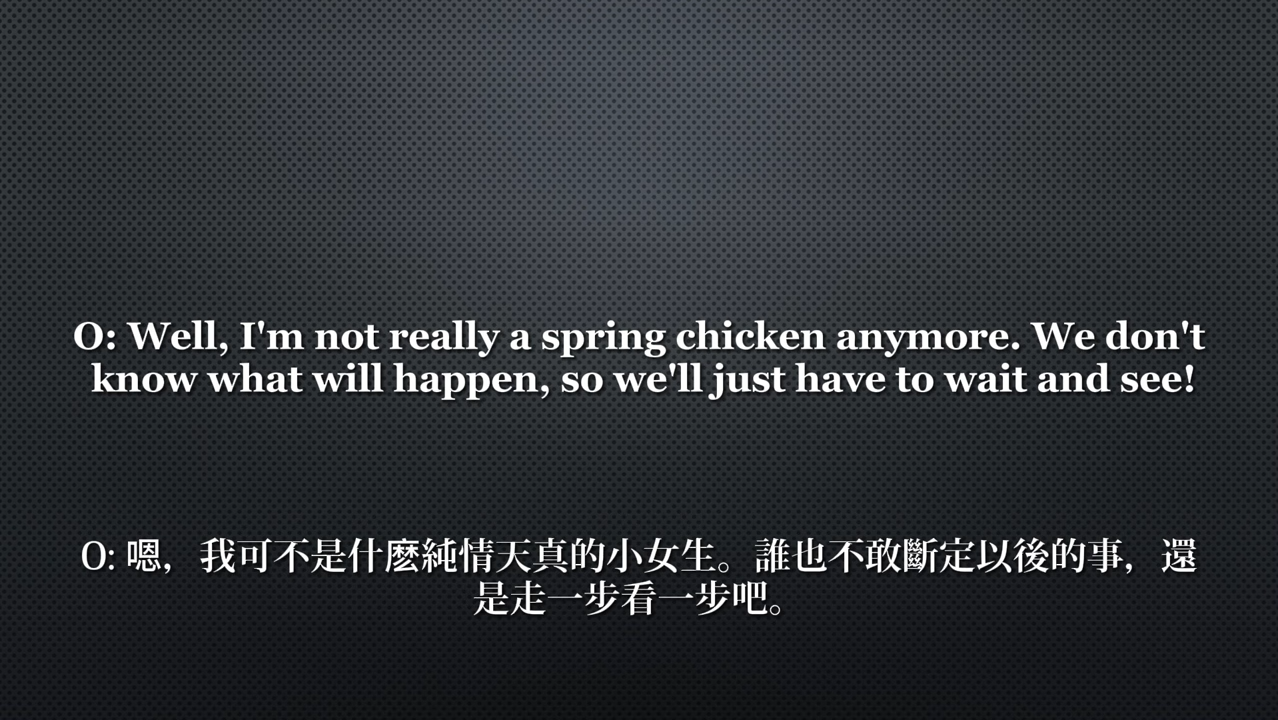 O: Well, I'm not really a spring chicken anymore. We don't
know what will happen, so we'll just have to wait and see!
O: 嗯，我可不是什麽純情天真的小女生。誰也不敢斷定以後的事，還
是走一步看一步吧。